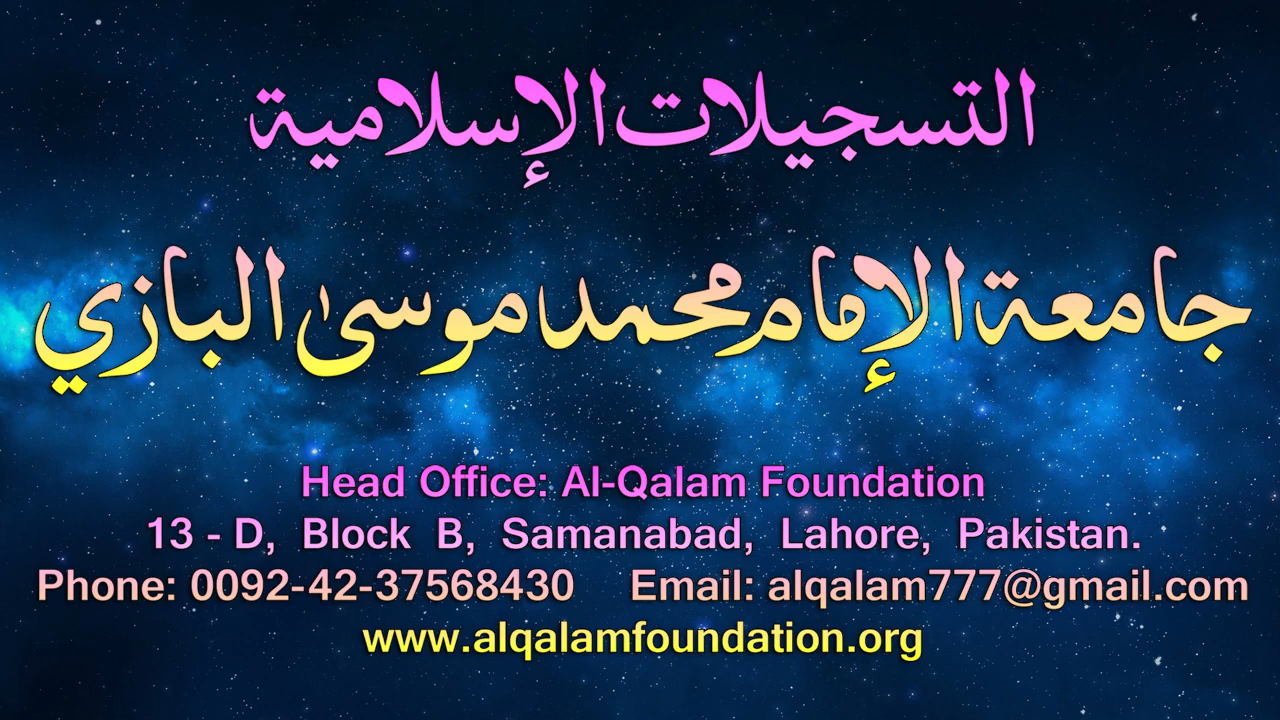 التسجيلات الإسلامية
جامعة الإمام محمد موسىٰ البازي
Head Office: Al-Qalam Foundation
13 - D, Block B, Samanabad, Lahore, Pakistan.
Phone: 0092-42-37568430 Email: alqalam777@gmail.com
www.alqalamfoundation.org